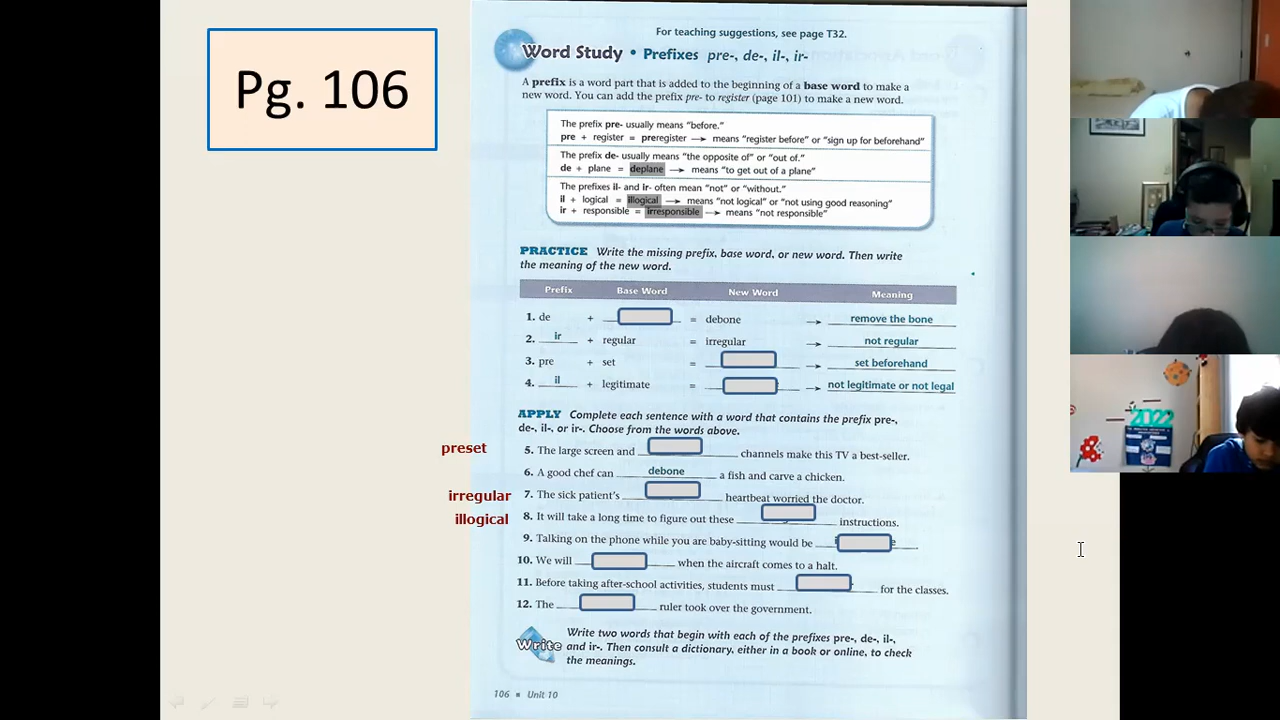 Pg. 106
For teaching suggestions, see page T32.
Word Study • Prefixes pre-, de-, il-, ir-
A prefix is a word part that is added to the beginning of a base word to make a
new word. You can add the prefix pre- to register (page 101) to make a new word.
The prefix pre- usually means "before."
pre + register = preregister → means "register before" or "sign up for beforehand"
The prefix de- usually means "the opposite of" or "out of."
de + plane = deplane → means "to get out of a plane"
The prefixes il- and ir- often mean "not" or "without."
il + logical = illogical → means "not logical" or "not using good reasoning"
ir + responsible = irresponsible → means "not responsible"
PRACTICE Write the missing prefix, base word, or new word. Then write
the meaning of the new word.
Prefix Base Word New Word Meaning
1. de + = debone → remove the bone
2. ir + regular = irregular → not regular
3. pre + set = → set beforehand
4. il + legitimate = → not legitimate or not legal
APPLY Complete each sentence with a word that contains the prefix pre-,
de-, il-, or ir-. Choose from the words above.
preset 5. The large screen and channels make this TV a best-seller.
6. A good chef can debone a fish and carve a chicken.
irregular 7. The sick patient's heartbeat worried the doctor.
illogical 8. It will take a long time to figure out these instructions.
9. Talking on the phone while you are baby-sitting would be
10. We will when the aircraft comes to a halt.
11. Before taking after-school activities, students must for the classes.
12. The ruler took over the government.
Write Write two words that begin with each of the prefixes pre-, de-, il-,
and ir-. Then consult a dictionary, either in a book or online, to check
the meanings.
106 ■ Unit 10
2022